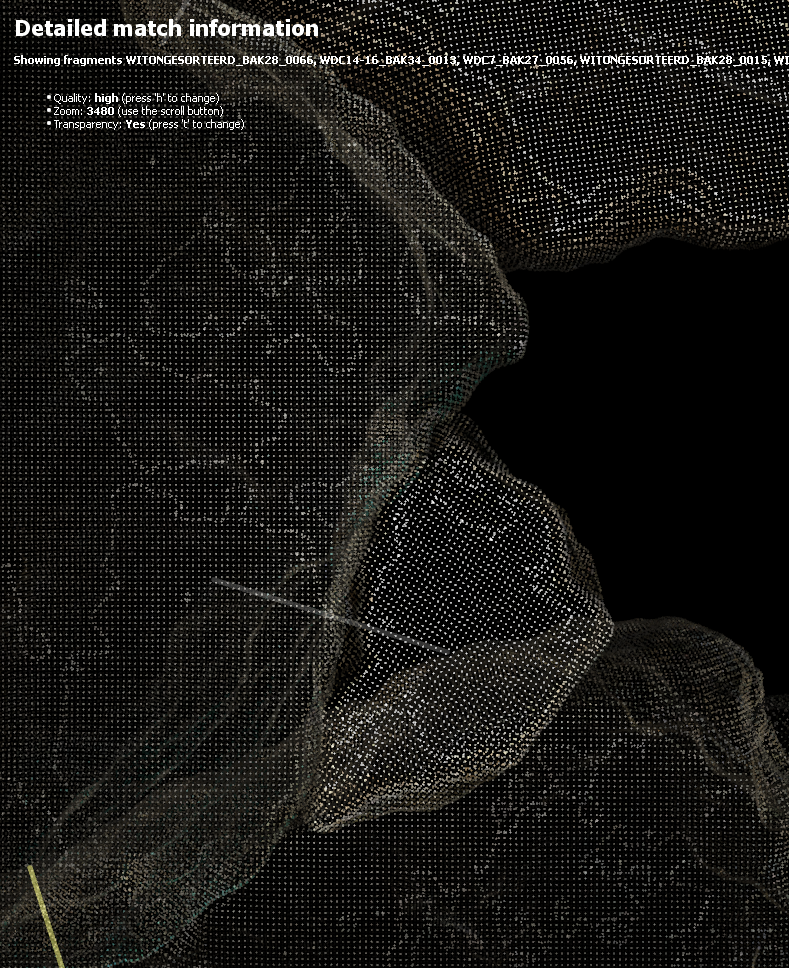 Detailed match information
Showing fragments WITONGESORTEERD_BAK28_0066, WDC14-16_BAK34_0013, WDC7_BAK27_0056, WITONGESORTEERD_BAK28_0015, WI
• Quality: high (press 'h' to change)
• Zoom: 3480 (use the scroll button)
• Transparency: Yes (press 't' to change)